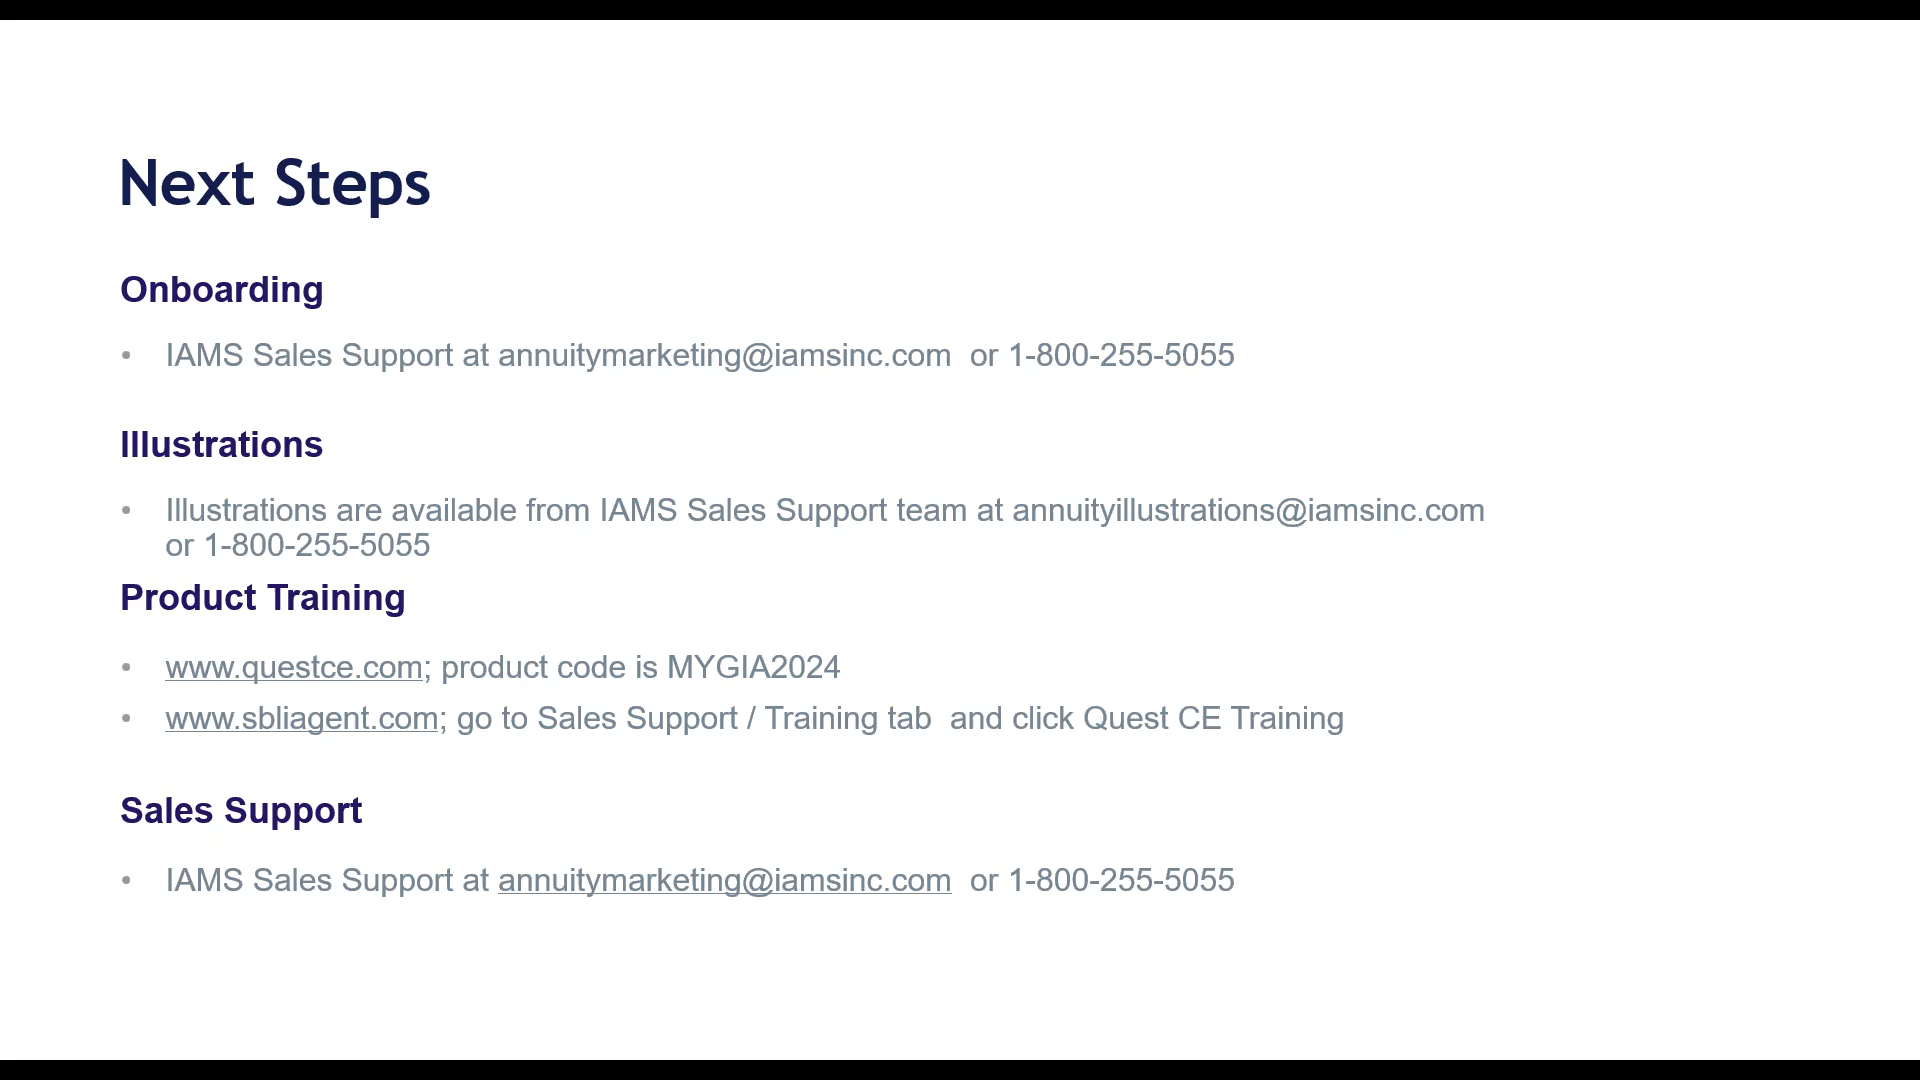 Next Steps
Onboarding
• IAMS Sales Support at annuitymarketing@iamsinc.com  or 1-800-255-5055
Illustrations
• Illustrations are available from IAMS Sales Support team at annuityillustrations@iamsinc.com
or 1-800-255-5055
Product Training
• www.questce.com; product code is MYGIA2024
• www.sbliagent.com; go to Sales Support / Training tab  and click Quest CE Training
Sales Support
• IAMS Sales Support at annuitymarketing@iamsinc.com  or 1-800-255-5055